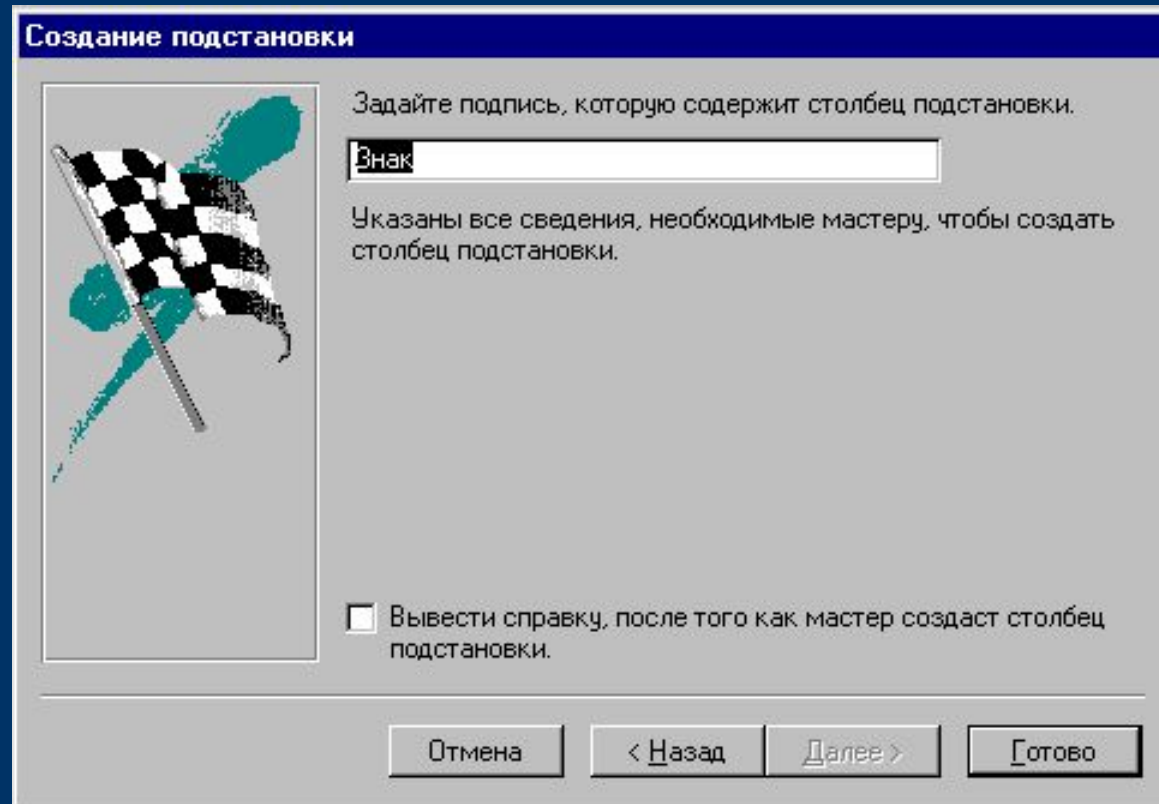 Создание подстановки
Задайте подпись, которую содержит столбец подстановки.
Знак
Указаны все сведения, необходимые мастеру, чтобы создать
столбец подстановки.
Вывести справку, после того как мастер создаст столбец
подстановки.
Отмена
< Назад
Далее >
Готово